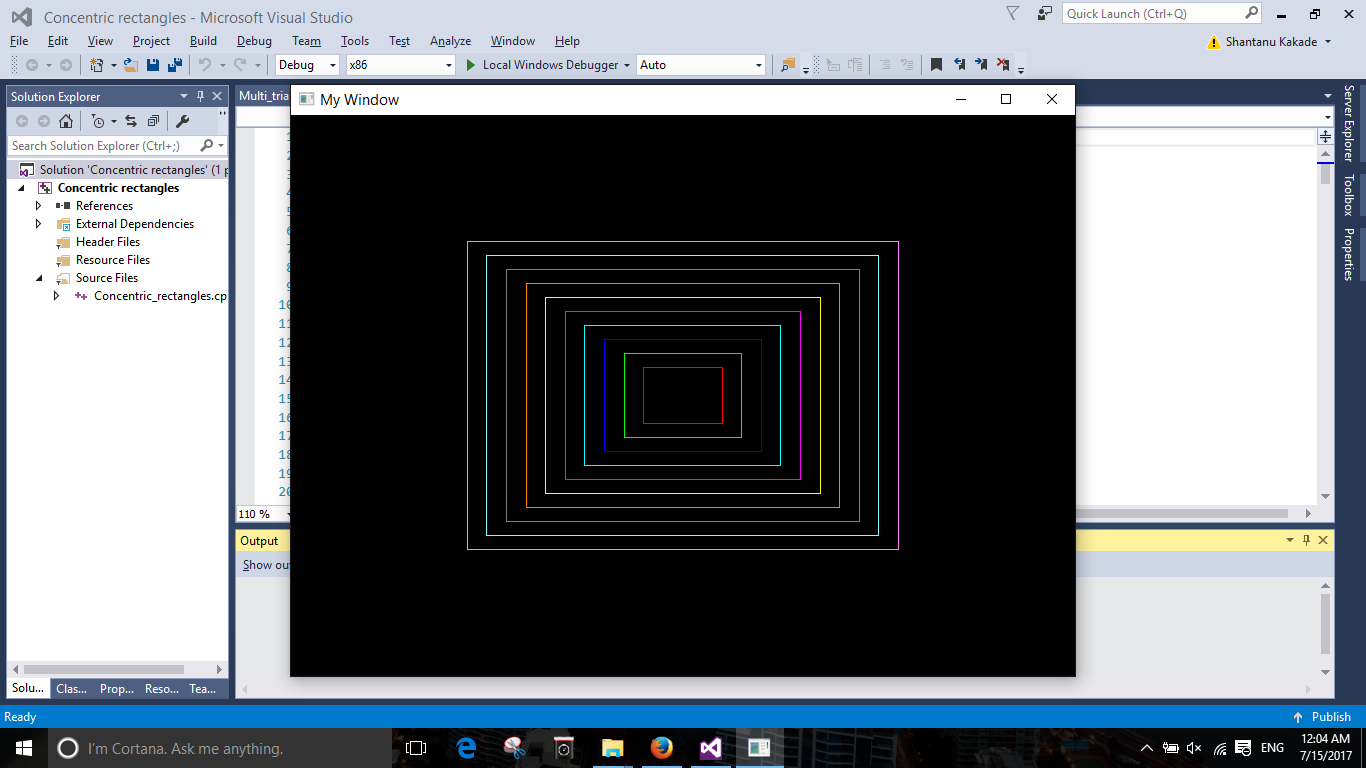 Concentric rectangles - Microsoft Visual Studio
Quick Launch (Ctrl+Q)
File Edit View Project Build Debug Team Tools Test Analyze Window Help
Shantanu Kakade
Debug x86 Local Windows Debugger Auto
Solution Explorer
Multi_tria
My Window
Search Solution Explorer (Ctrl+;)
Solution 'Concentric rectangles' (1 p
Concentric rectangles
References
External Dependencies
Header Files
Resource Files
Source Files
Concentric_rectangles.cp
10
11
12
13
14
15
16
17
18
19
20
110 %
Output
Show ou
Server Explorer
Toolbox
Properties
Solu... Clas... Prop... Reso... Tea...
Ready
Publish
I'm Cortana. Ask me anything.
ENG
12:04 AM
7/15/2017